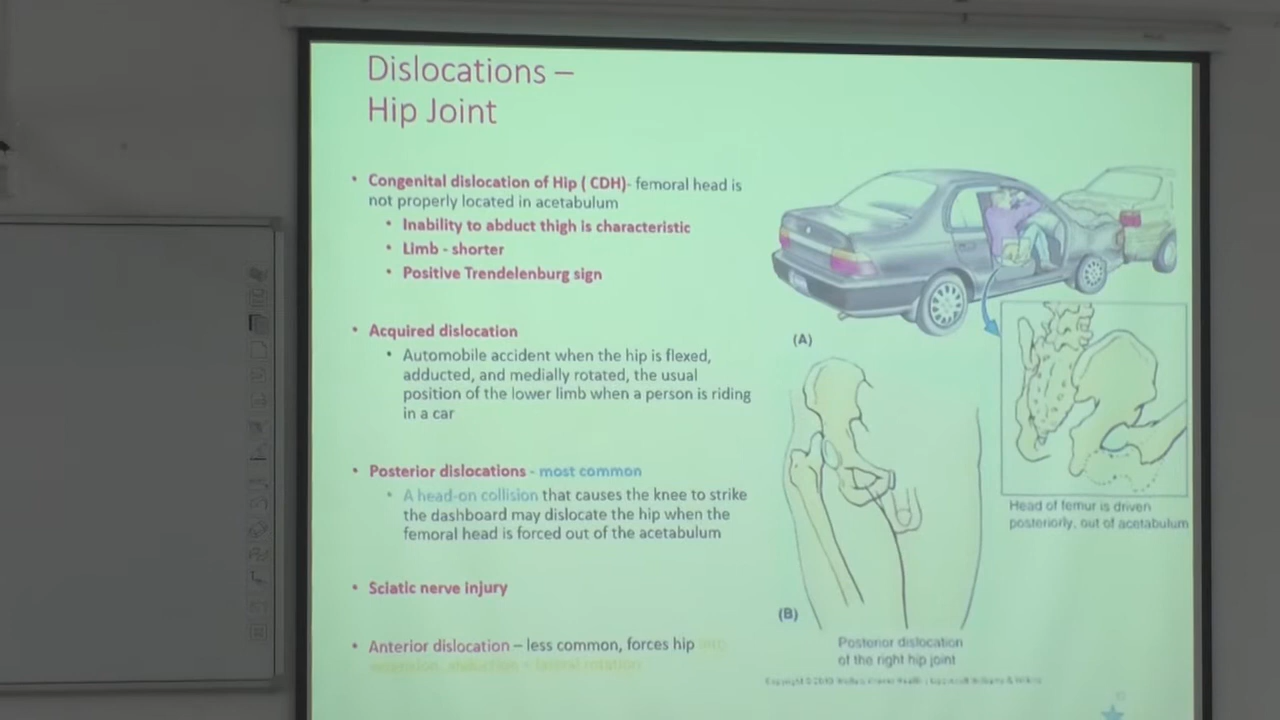 Dislocations –
Hip Joint
• Congenital dislocation of Hip ( CDH)- femoral head is
not properly located in acetabulum
• Inability to abduct thigh is characteristic
• Limb - shorter
• Positive Trendelenburg sign
• Acquired dislocation
• Automobile accident when the hip is flexed,
adducted, and medially rotated, the usual
position of the lower limb when a person is riding
in a car
• Posterior dislocations - most common
• A head-on collision that causes the knee to strike
the dashboard may dislocate the hip when the
femoral head is forced out of the acetabulum
• Sciatic nerve injury
• Anterior dislocation – less common, forces hip
extension, abduction + lateral rotation
(A)
Head of femur is driven
posteriorly, out of acetabulum
(B)
Posterior dislocation
of the right hip joint